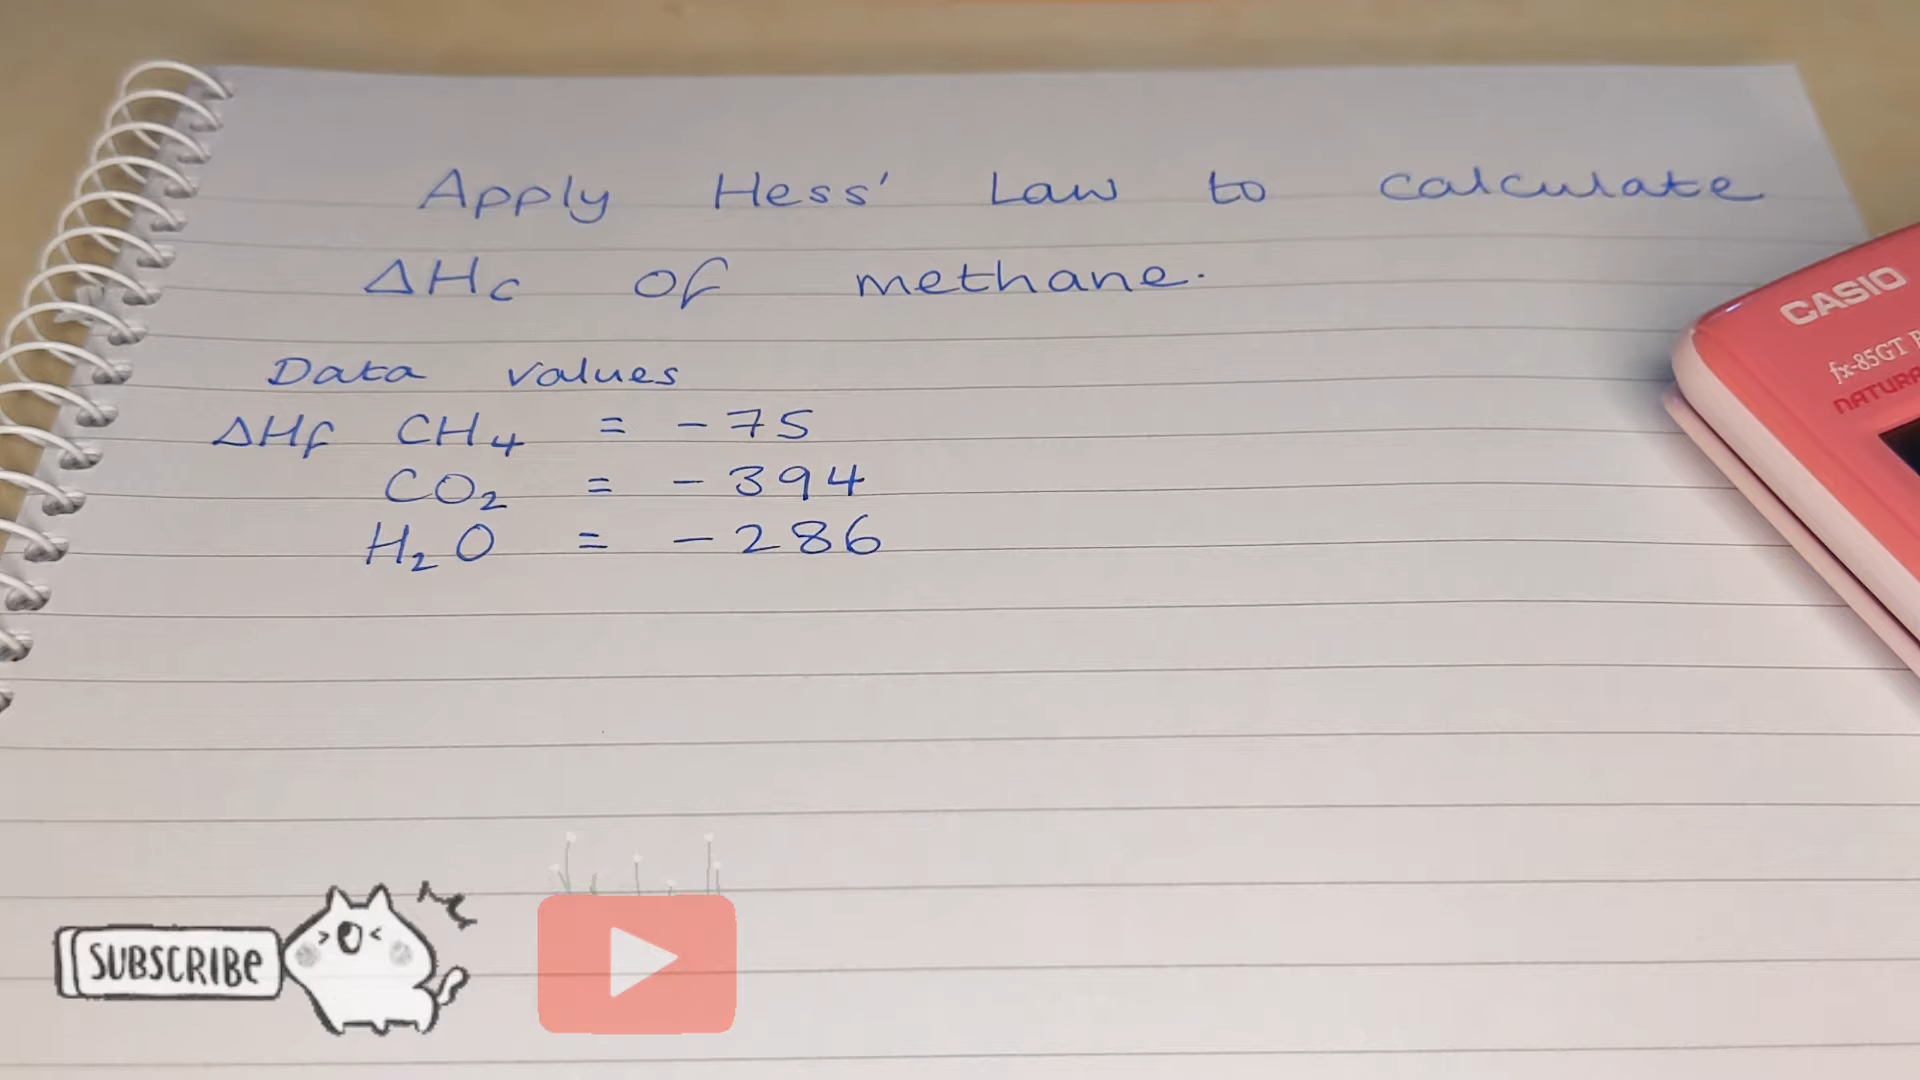 Apply Hess' Law to calculate
ΔHc of methane.
Data values
ΔHf CH₄ = -75
CO₂ = -394
H₂O = -286
CASIO
fx-85GT
SUBSCRIBe